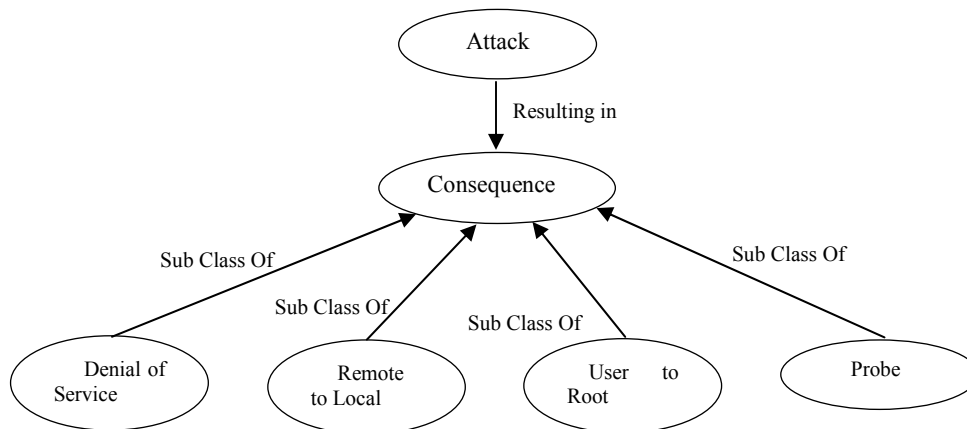 Attack
Resulting in
Consequence
Sub Class Of
Sub Class Of
Sub Class Of
Sub Class Of
Denial of
Service
Remote
to Local
User to
Root
Probe